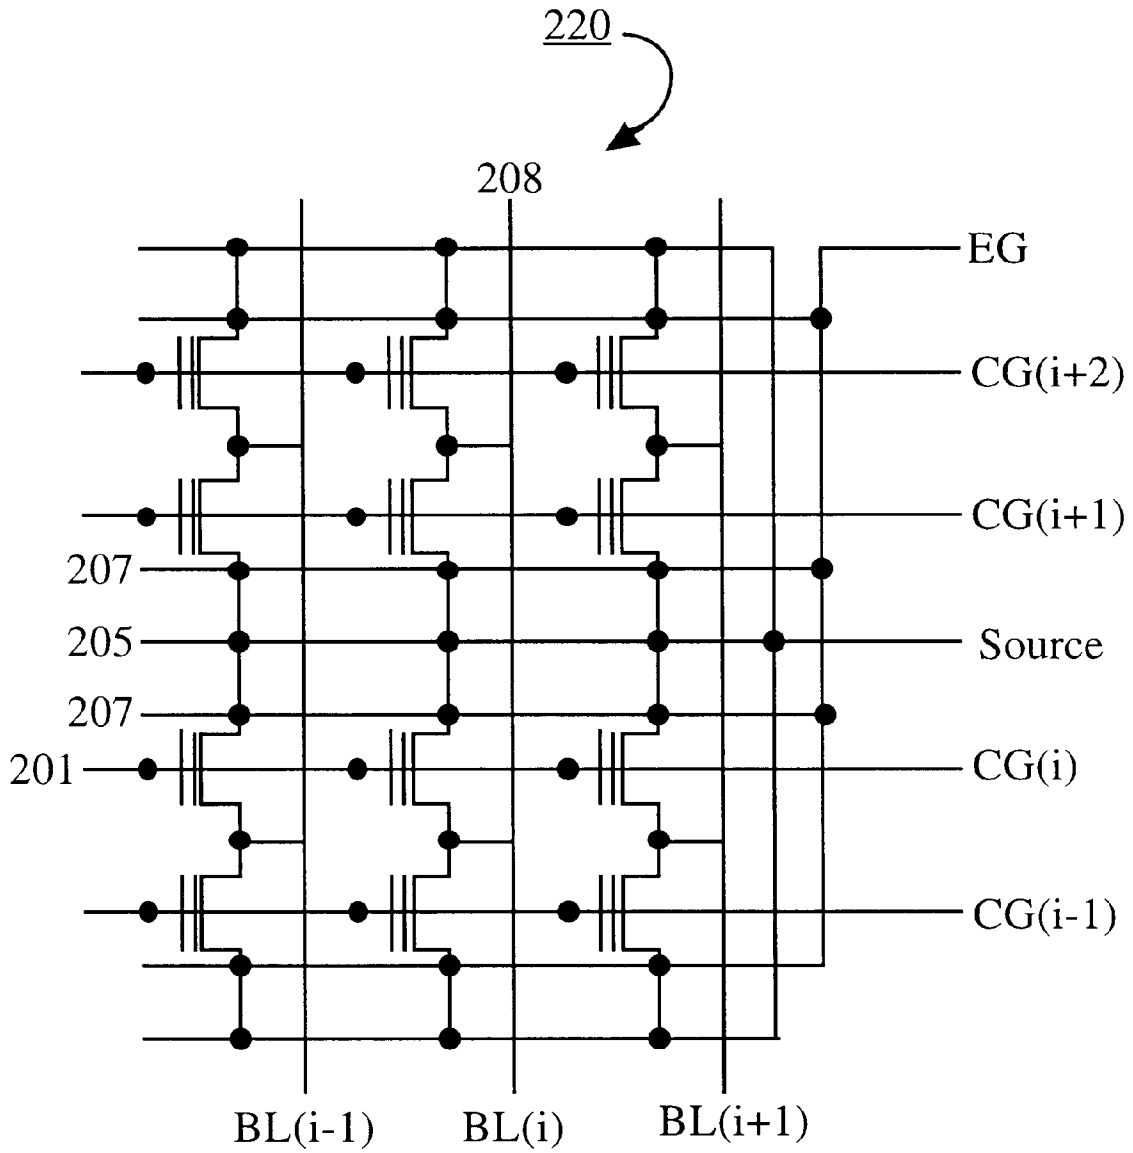 220
208
EG
CG(i+2)
CG(i+1)
207
205
Source
207
201
CG(i)
CG(i-1)
BL(i-1)
BL(i)
BL(i+1)